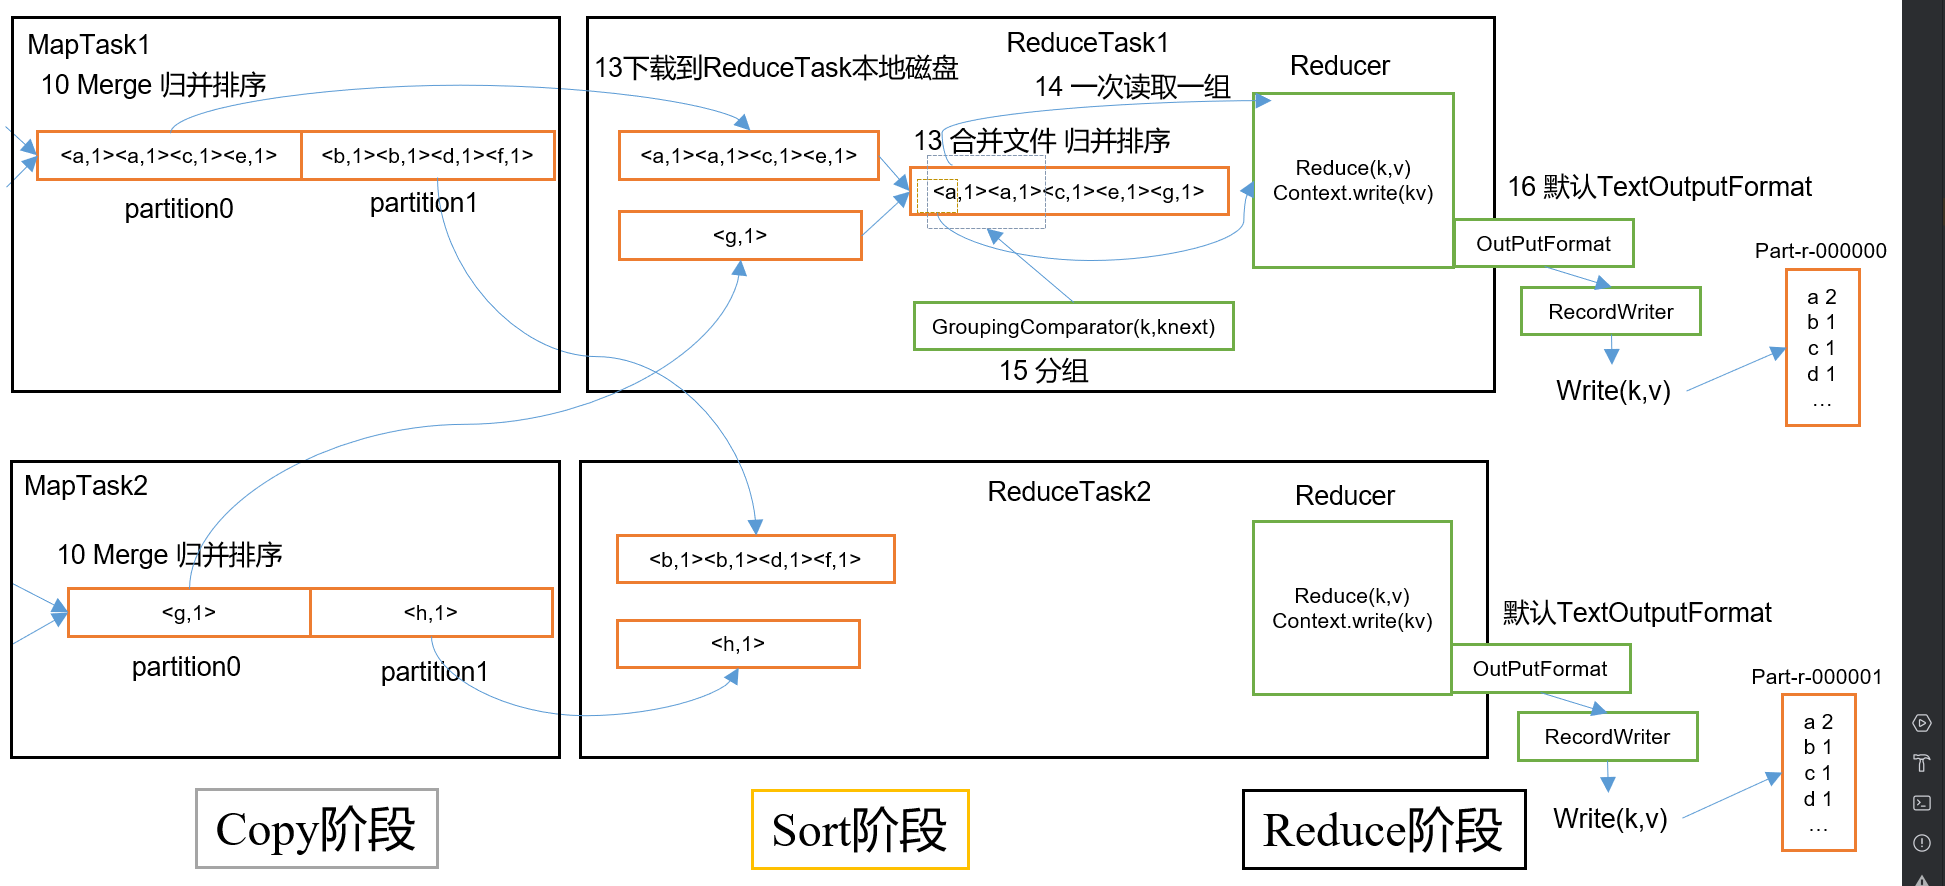 MapTask1
10 Merge 归并排序
<a,1><a,1><c,1><e,1>
<b,1><b,1><d,1><f,1>
partition0
partition1
ReduceTask1
13下载到ReduceTask本地磁盘
Reducer
14 一次读取一组
<a,1><a,1><c,1><e,1>
13 合并文件 归并排序
<a,1><a,1><c,1><e,1><g,1>
<g,1>
Reduce(k,v)
Context.write(kv)
GroupingComparator(k,knext)
15 分组
16 默认TextOutputFormat
OutPutFormat
RecordWriter
Write(k,v)
Part-r-000000
a 2
b 1
c 1
d 1
...
MapTask2
10 Merge 归并排序
<g,1>
<h,1>
partition0
partition1
ReduceTask2
Reducer
<b,1><b,1><d,1><f,1>
<h,1>
Reduce(k,v)
Context.write(kv)
默认TextOutputFormat
OutPutFormat
RecordWriter
Write(k,v)
Part-r-000001
a 2
b 1
c 1
d 1
...
Copy阶段
Sort阶段
Reduce阶段